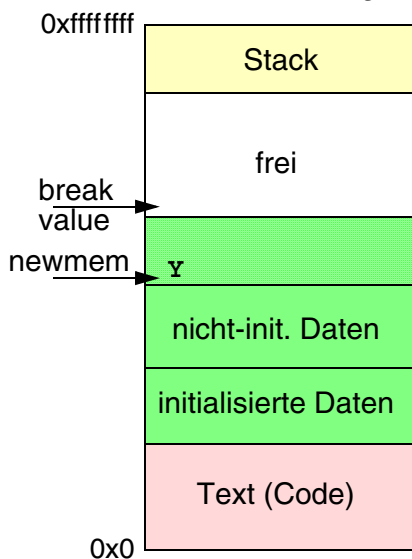 0xffffffff
Stack
frei
break
value
newmem
Y
nicht-init. Daten
initialisierte Daten
Text (Code)
0x0